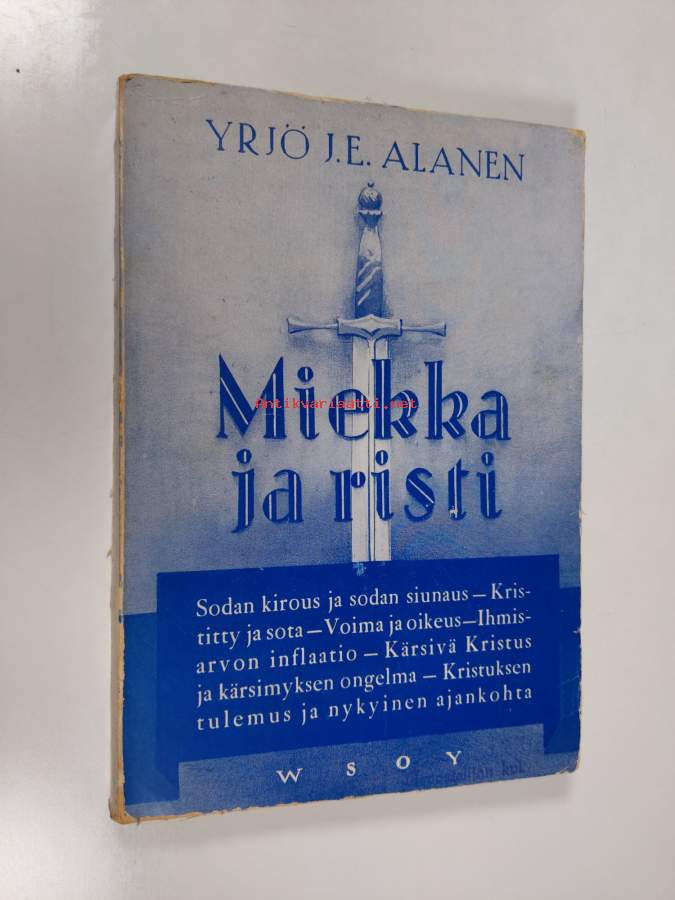 YRJÖ J.E. ALANEN
Miekka
Antikvariaatti.net
ja risti
Sodan kirous ja sodan siunaus – Kris-
titty ja sota – Voima ja oikeus – Ihmis-
arvon inflaatio – Kärsivä Kristus
ja kärsimyksen ongelma – Kristuksen
tulemus ja nykyinen ajankohta
WSOY